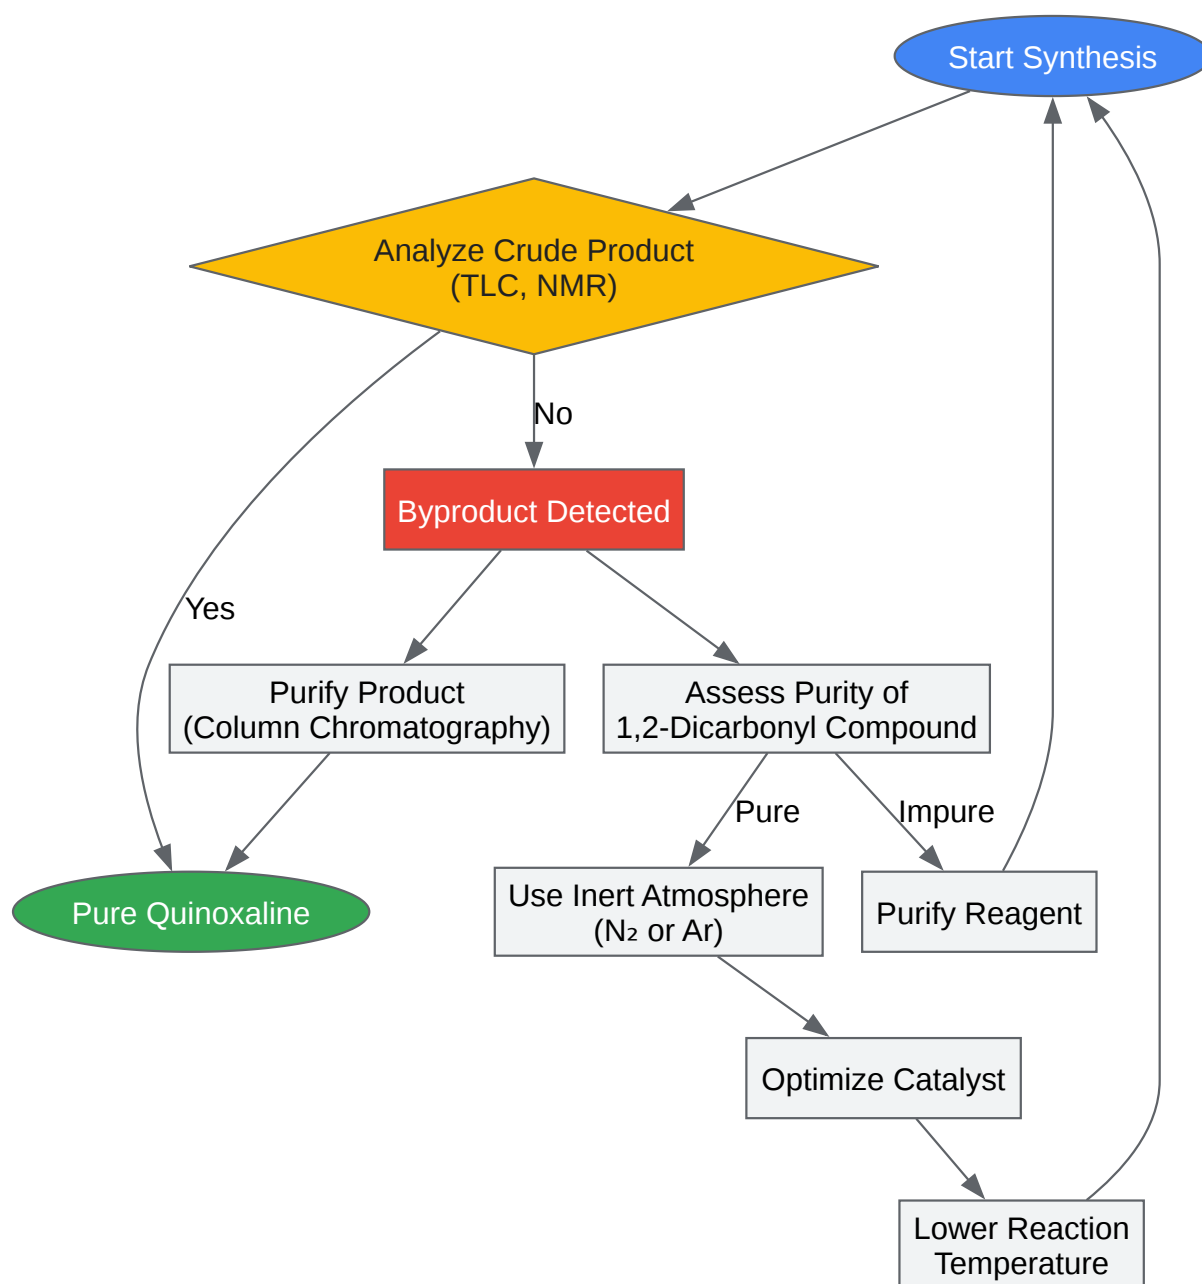 Start Synthesis
Analyze Crude Product
(TLC, NMR)
No
Byproduct Detected
Yes
Purify Product
(Column Chromatography)
Assess Purity of
1,2-Dicarbonyl Compound
Pure
Impure
Pure Quinoxaline
Use Inert Atmosphere
(N₂ or Ar)
Purify Reagent
Optimize Catalyst
Lower Reaction
Temperature